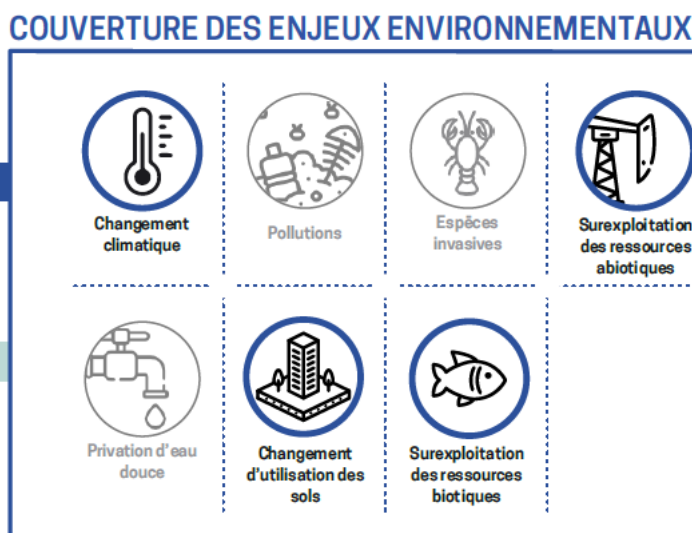 COUVERTURE DES ENJEUX ENVIRONNEMENTAUX
Changement
climatique
Pollutions
Espèces
invasives
Surexploitation
des ressources
abiotiques
Privation d'eau
douce
Changement
d'utilisation des
sols
Surexploitation
des ressources
biotiques